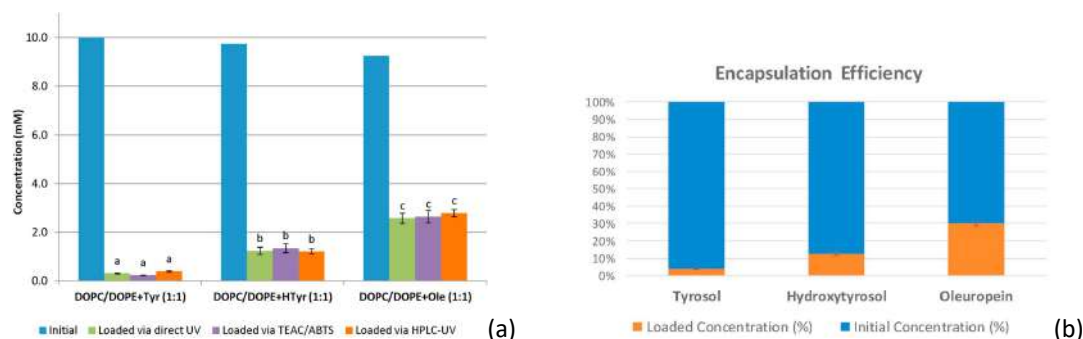 Concentration (mM)
10.0
8.0
6.0
4.0
2.0
0.0
a a a
b b b
c c c
DOPC/DOPE+Tyr (1:1) DOPC/DOPE+HTyr (1:1) DOPC/DOPE+Ole (1:1)
Initial Loaded via direct UV Loaded via TEAC/ABTS Loaded via HPLC-UV
(a)
Encapsulation Efficiency
100%
90%
80%
70%
60%
50%
40%
30%
20%
10%
0%
Tyrosol Hydroxytyrosol Oleuropein
Loaded Concentration (%) Initial Concentration (%)
(b)